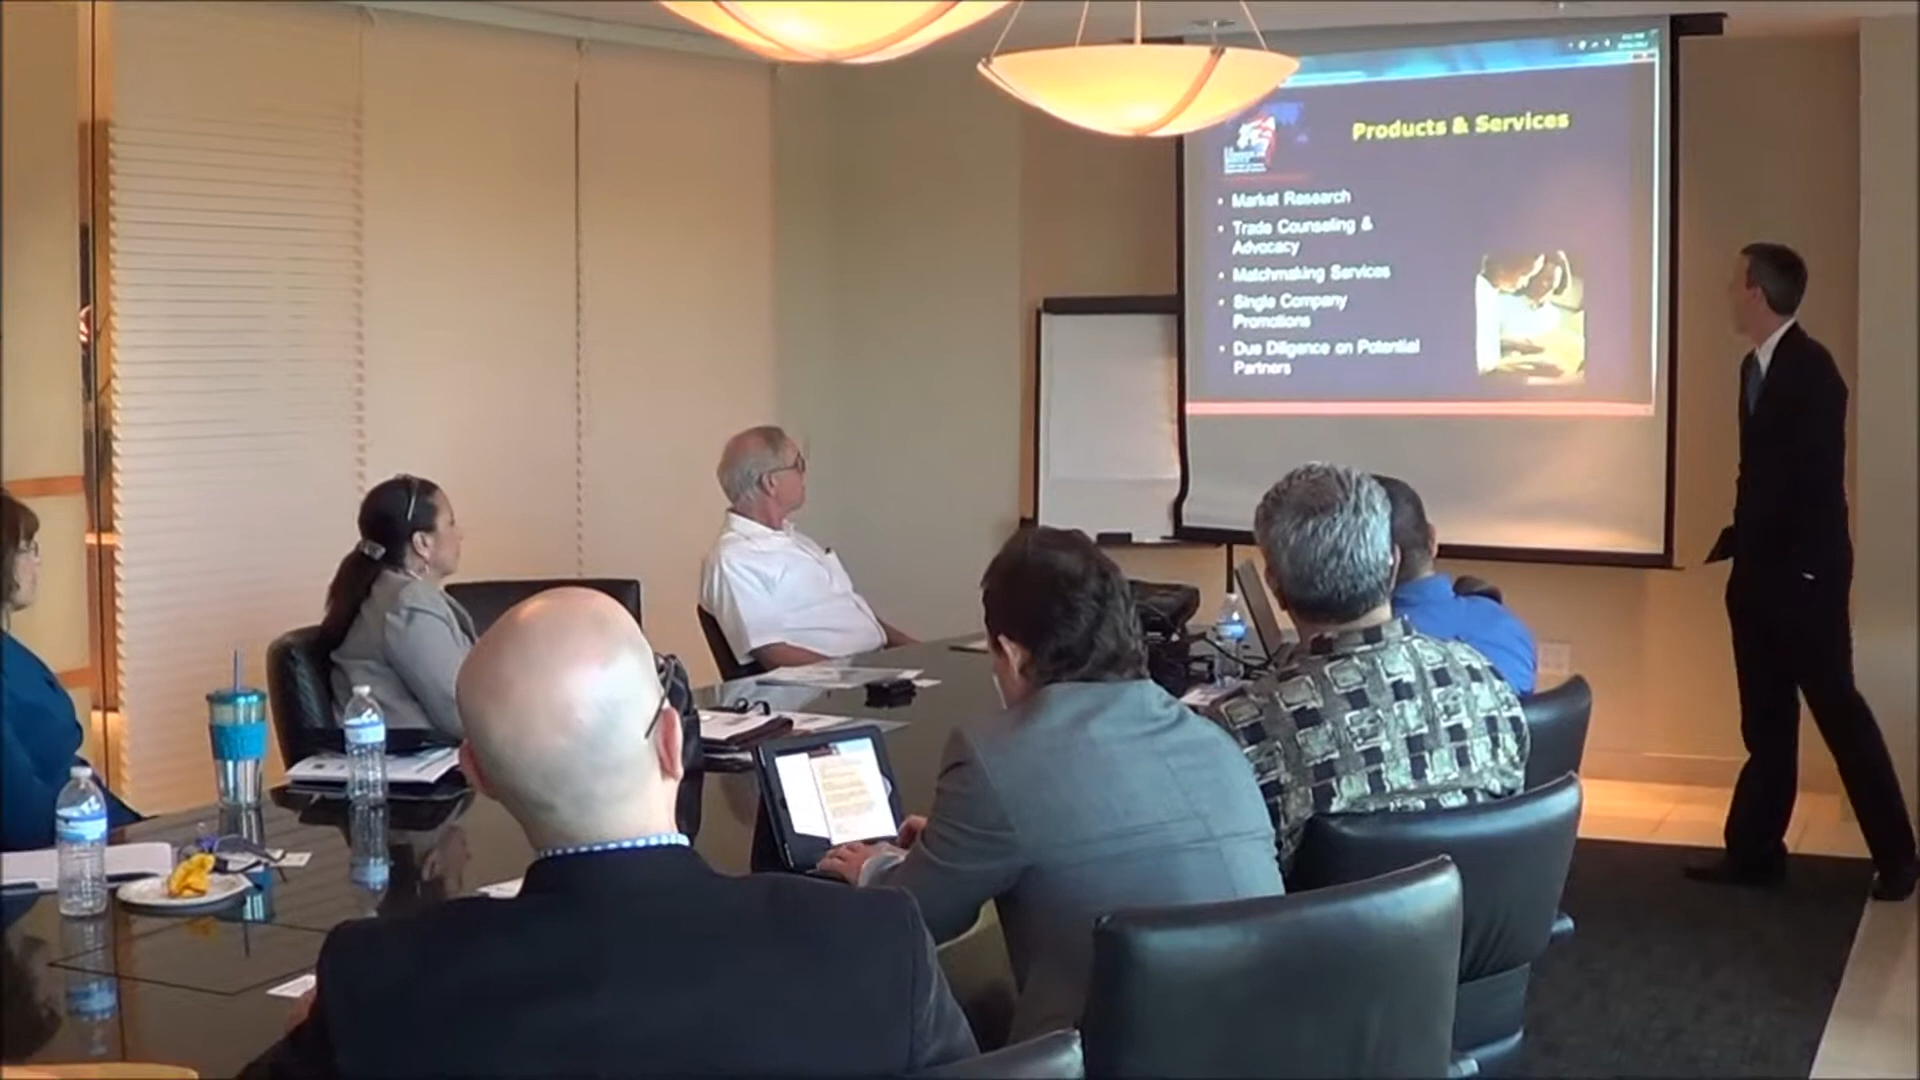 Products & Services
• Market Research
• Trade Counseling &
Advocacy
• Matchmaking Services
• Single Company
Promotions
• Due Diligence on Potential
Partners